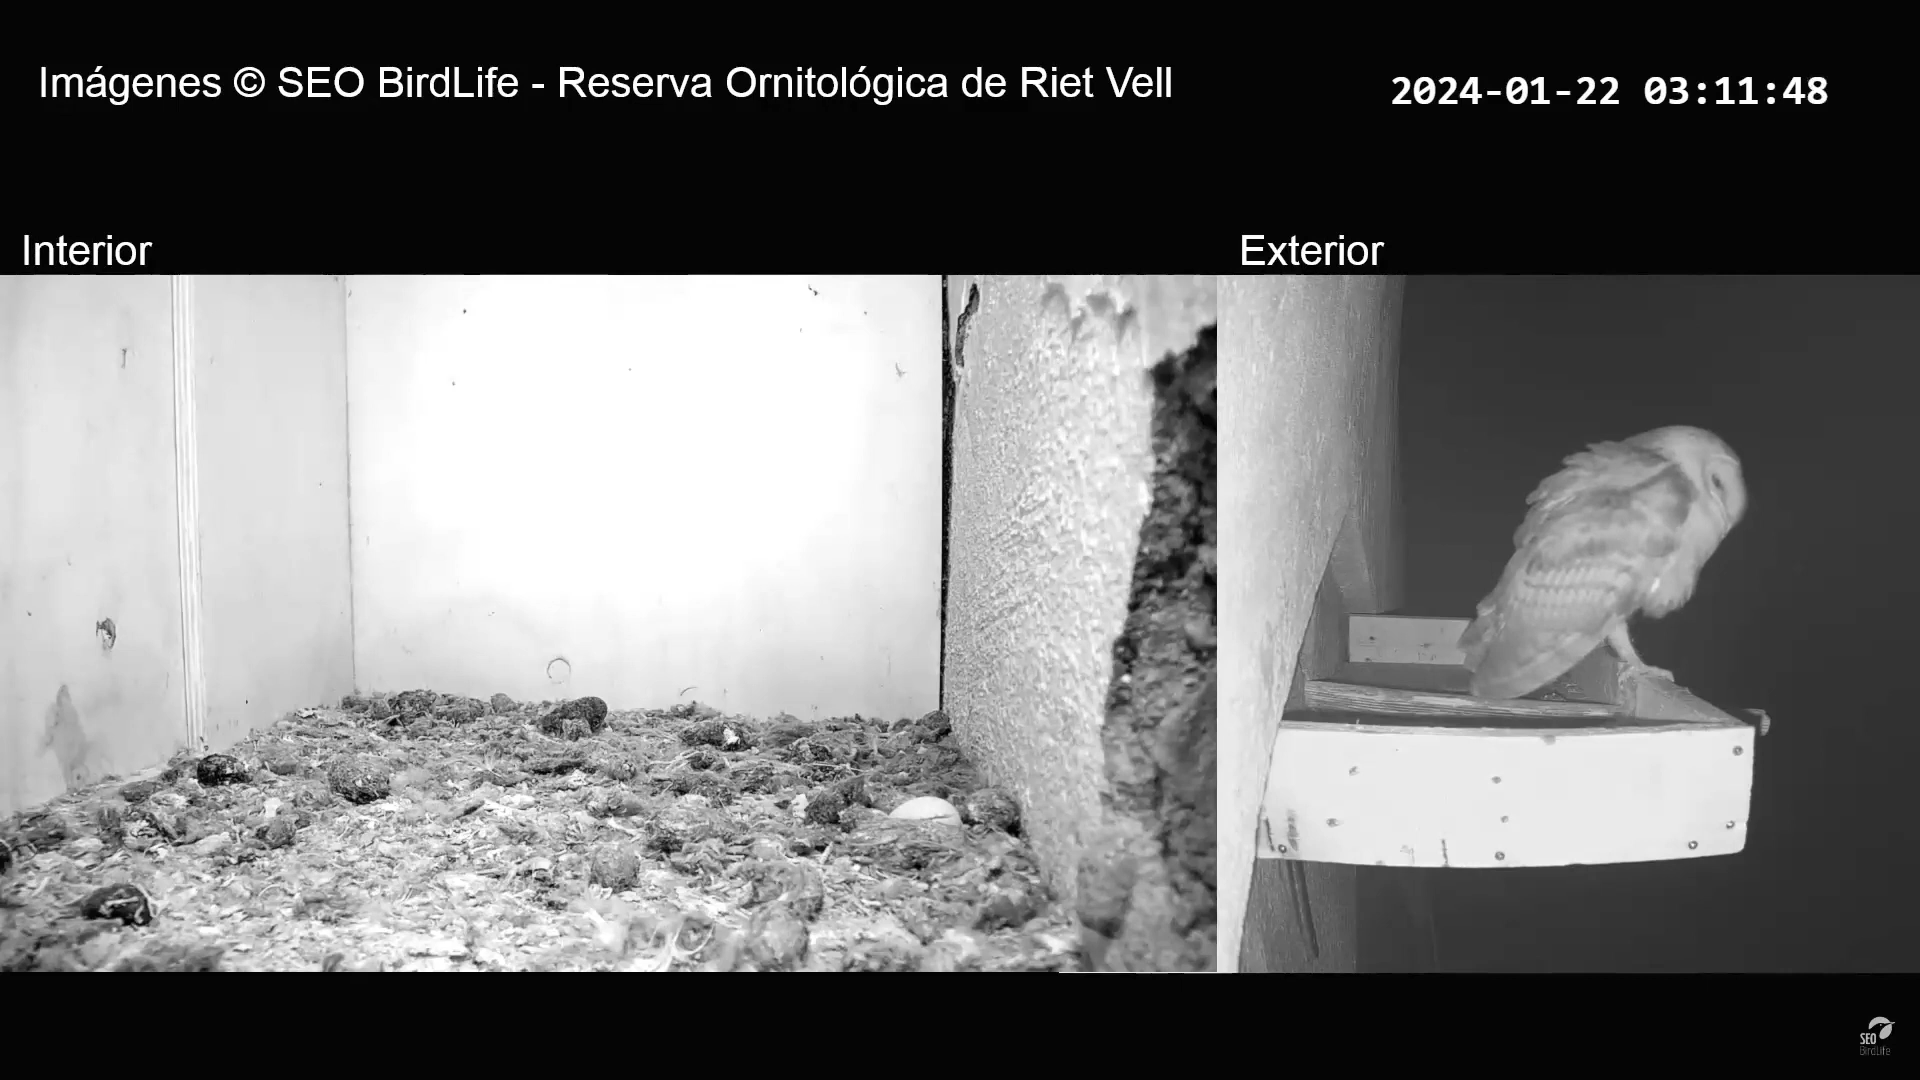 Imágenes © SEO BirdLife - Reserva Ornitológica de Riet Vell
2024-01-22 03:11:48
Interior
Exterior
SEO
BirdLife